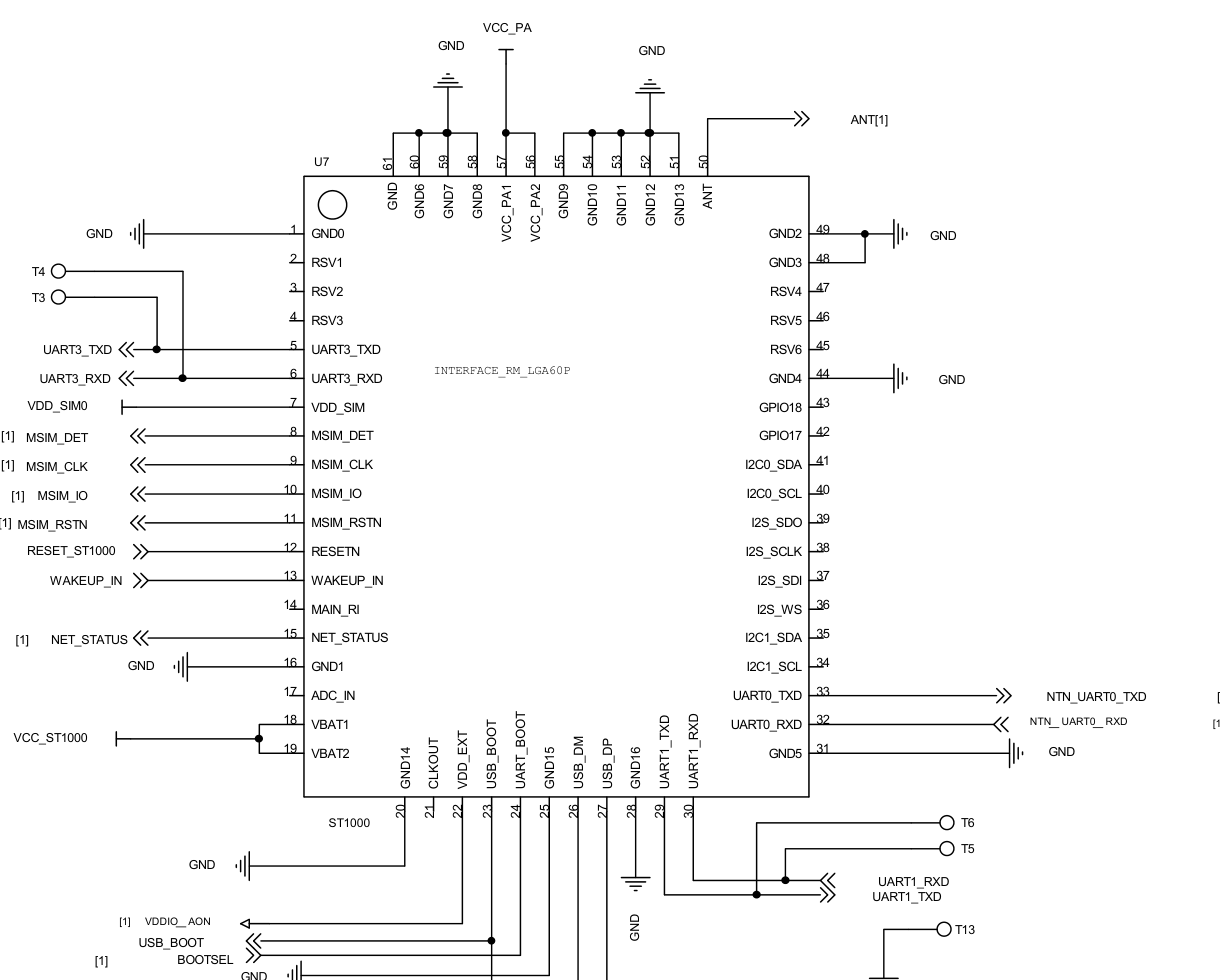 VCC_PA
GND
GND
ANT[1]
U7
61 60 59 58 57 56 55 54 53 52 51 50
GND GND6 GND7 GND8 VCC_PA1 VCC_PA2 GND9 GND10 GND11 GND12 GND13 ANT
GND 1 GND0 GND2 49 GND
2 RSV1 GND3 48
T4
3 RSV2 RSV4 47
T3
4 RSV3 RSV5 46
UART3_TXD 5 UART3_TXD RSV6 45
INTERFACE_RM_LGA60P
UART3_RXD 6 UART3_RXD GND4 44 GND
VDD_SIM0 7 VDD_SIM GPIO18 43
[1] MSIM_DET 8 MSIM_DET GPIO17 42
[1] MSIM_CLK 9 MSIM_CLK I2C0_SDA 41
[1] MSIM_IO 10 MSIM_IO I2C0_SCL 40
[1] MSIM_RSTN 11 MSIM_RSTN I2S_SDO 39
RESET_ST1000 12 RESETN I2S_SCLK 38
WAKEUP_IN 13 WAKEUP_IN I2S_SDI 37
14 MAIN_RI I2S_WS 36
[1] NET_STATUS 15 NET_STATUS I2C1_SDA 35
GND 16 GND1 I2C1_SCL 34
17 ADC_IN UART0_TXD 33 NTN_UART0_TXD [
18 VBAT1 UART0_RXD 32 NTN_UART0_RXD [1
VCC_ST1000
19 VBAT2 GND5 31 GND
GND14 CLKOUT VDD_EXT USB_BOOT UART_BOOT GND15 USB_DM USB_DP GND16 UART1_TXD UART1_RXD
20 21 22 23 24 25 26 27 28 29 30
ST1000
T6
T5
GND
UART1_RXD
UART1_TXD
[1] VDDIO_AON
GND
T13
USB_BOOT
[1] BOOTSEL
GND